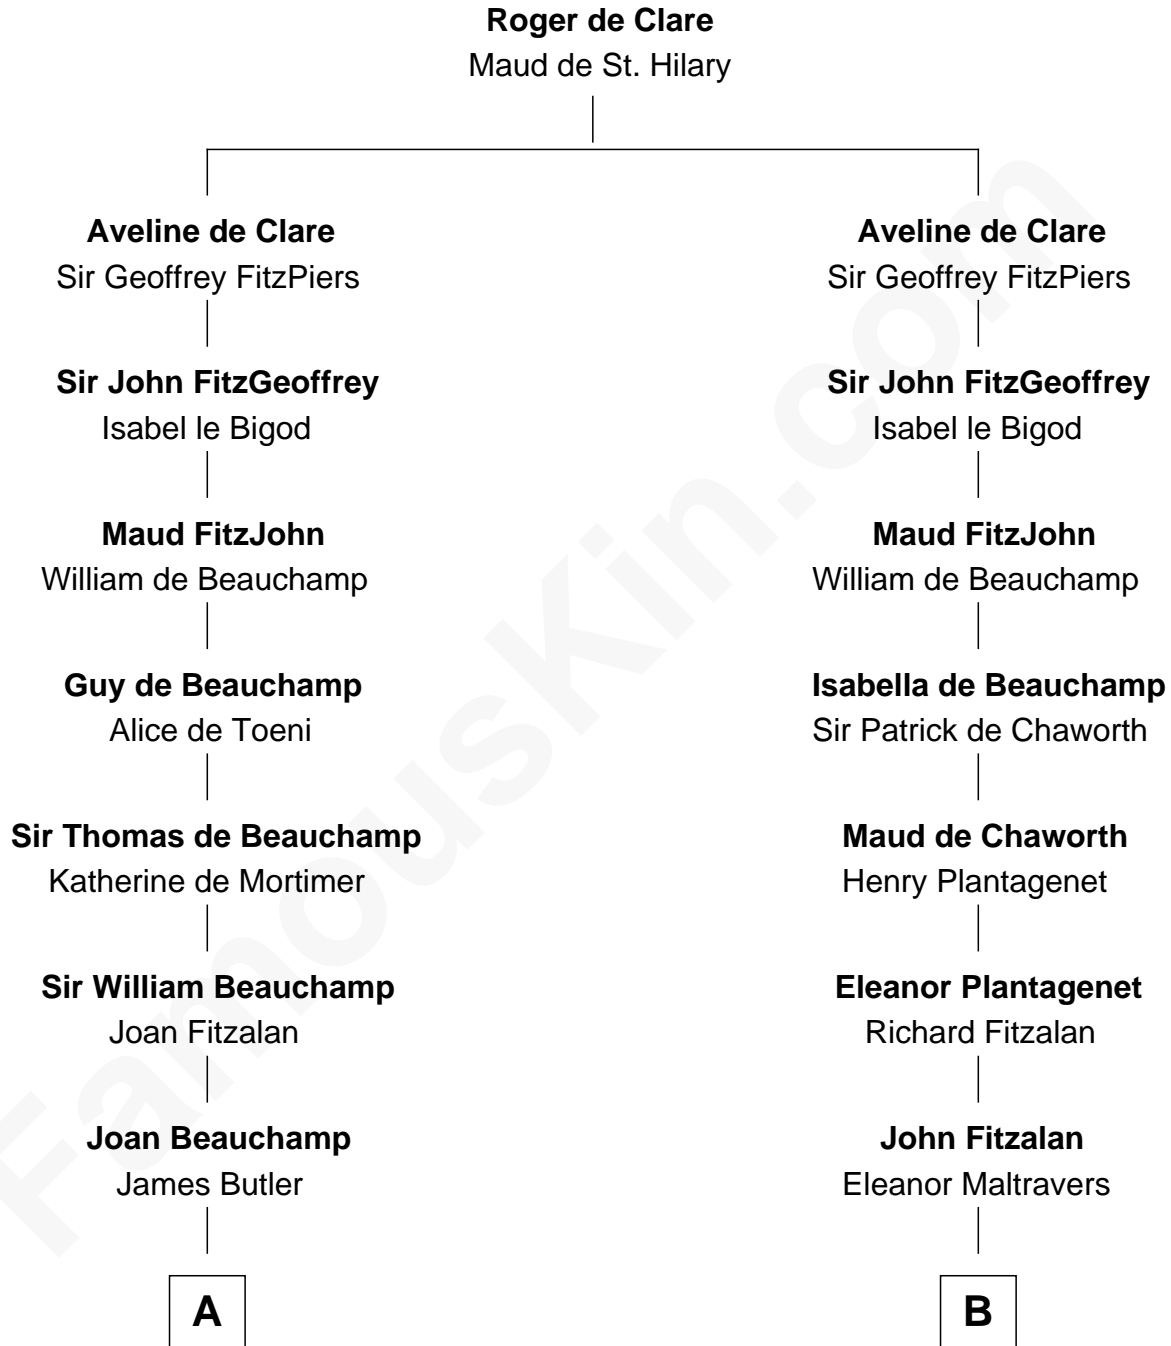 Roger de Clare
Maud de St. Hilary
Aveline de Clare
Sir Geoffrey FitzPiers
Sir John FitzGeoffrey
Isabel le Bigod
Maud FitzJohn
William de Beauchamp
Guy de Beauchamp
Alice de Toeni
Sir Thomas de Beauchamp
Katherine de Mortimer
Sir William Beauchamp
Joan Fitzalan
Joan Beauchamp
James Butler
A
Aveline de Clare
Sir Geoffrey FitzPiers
Sir John FitzGeoffrey
Isabel le Bigod
Maud FitzJohn
William de Beauchamp
Isabella de Beauchamp
Sir Patrick de Chaworth
Maud de Chaworth
Henry Plantagenet
Eleanor Plantagenet
Richard Fitzalan
John Fitzalan
Eleanor Maltravers
B
FamousKin.com